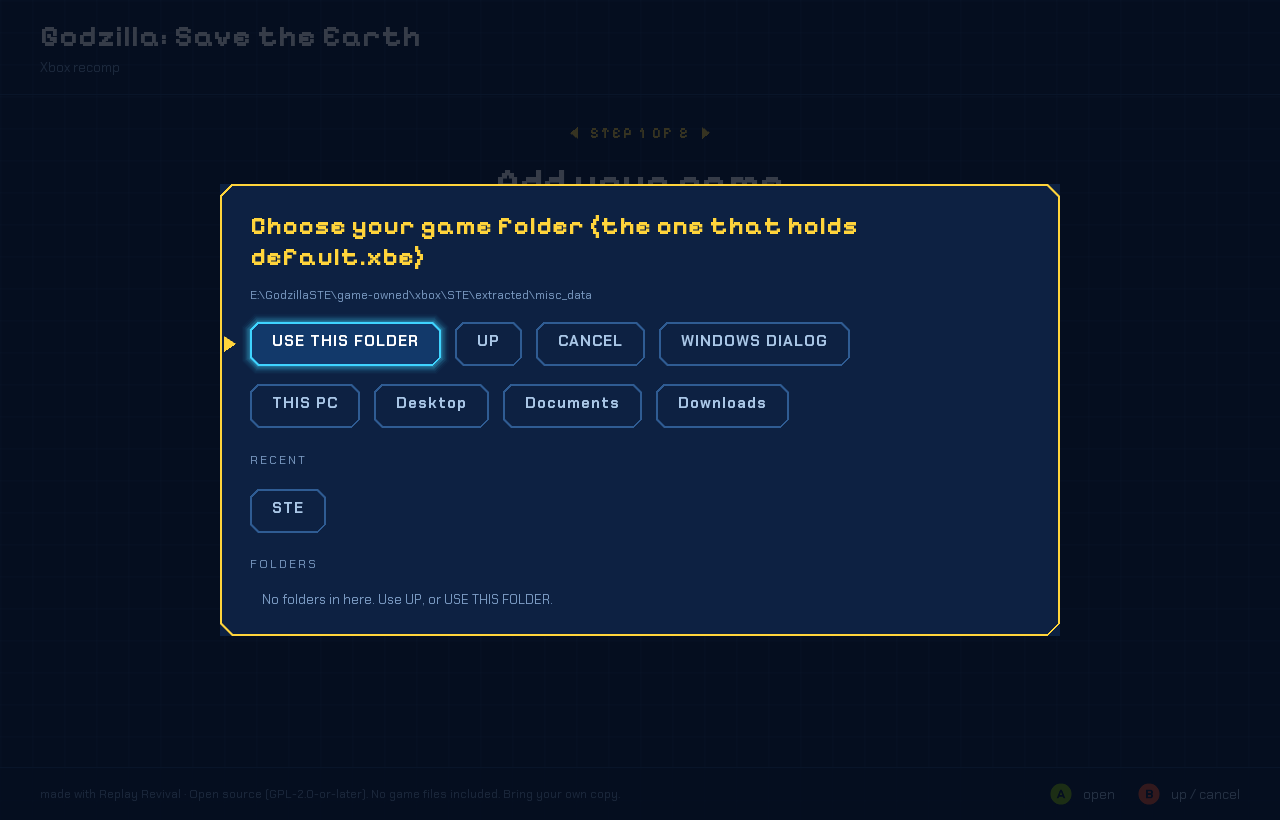 Godzilla: Save the Earth
Xbox recomp
STEP 1 OF 2
Add your game
Choose your game folder (the one that holds
default.xbe)
E:\GodzillaSTE\game-owned\xbox\STE\extracted\misc_data
USE THIS FOLDER UP CANCEL WINDOWS DIALOG
THIS PC Desktop Documents Downloads
RECENT
STE
FOLDERS
No folders in here. Use UP, or USE THIS FOLDER.
made with Replay Revival · Open source (GPL-2.0-or-later). No game files included. Bring your own copy.
A open B up / cancel